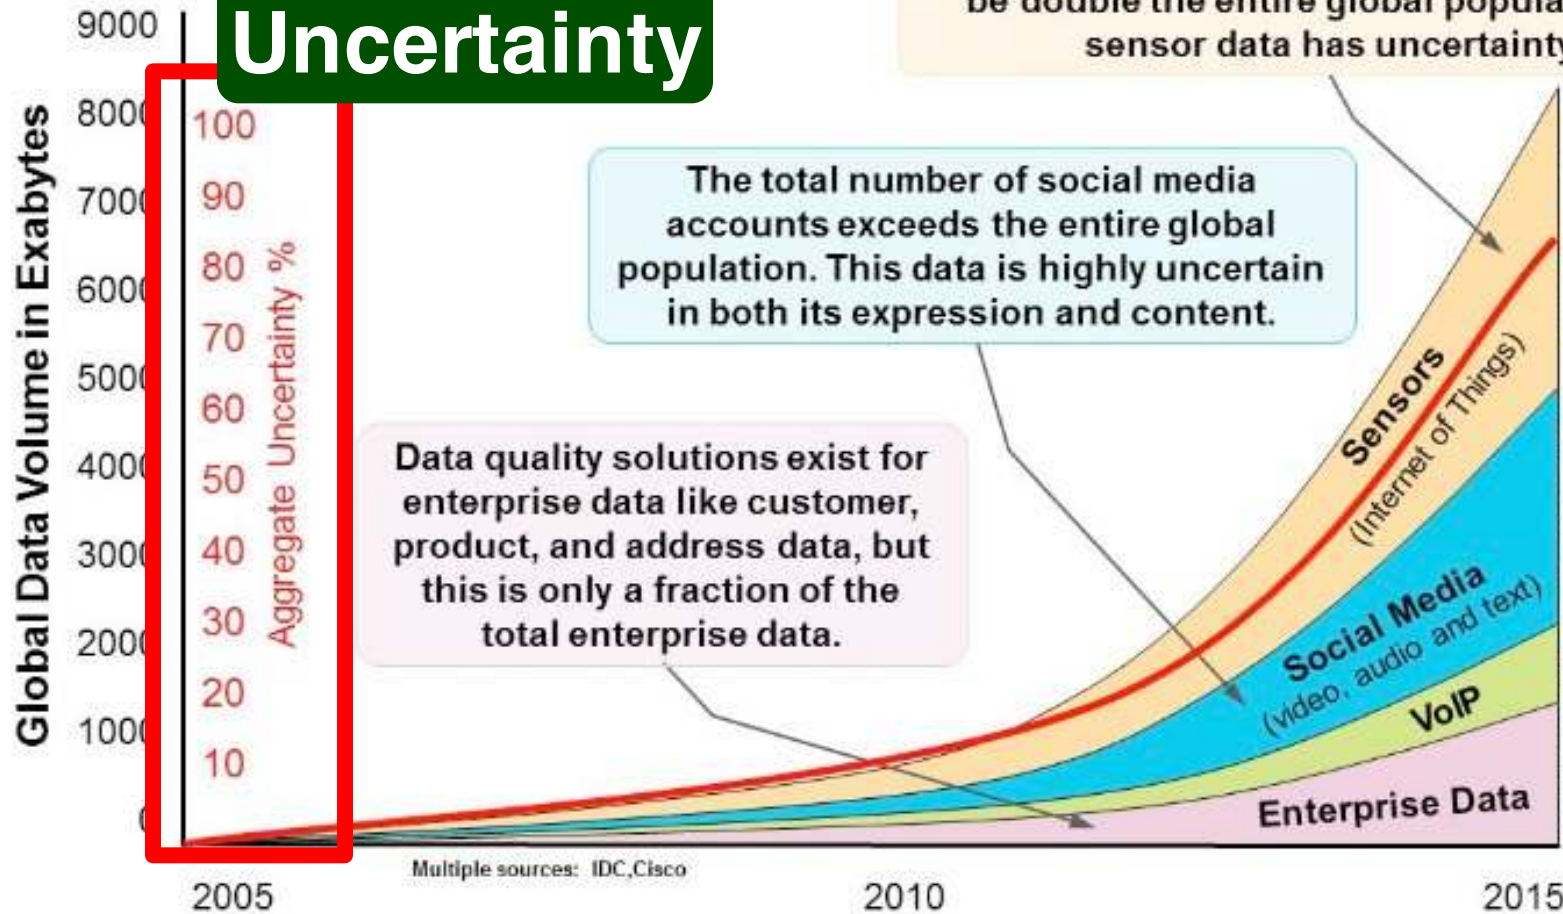 Uncertainty
be double the entire global
sensor data has uncertainty
9000
8000
7000
6000
5000
4000
3000
2000
1000
0
Global Data Volume in Exabytes
100
90
80
70
60
50
40
30
20
10
Aggregate Uncertainty %
The total number of social media
accounts exceeds the entire global
population. This data is highly uncertain
in both its expression and content.
Data quality solutions exist for
enterprise data like customer,
product, and address data, but
this is only a fraction of the
total enterprise data.
Sensors
(Internet of Things)
Social Media
(video, audio and text)
VoIP
Enterprise Data
Multiple sources: IDC,Cisco
2005
2010
2015